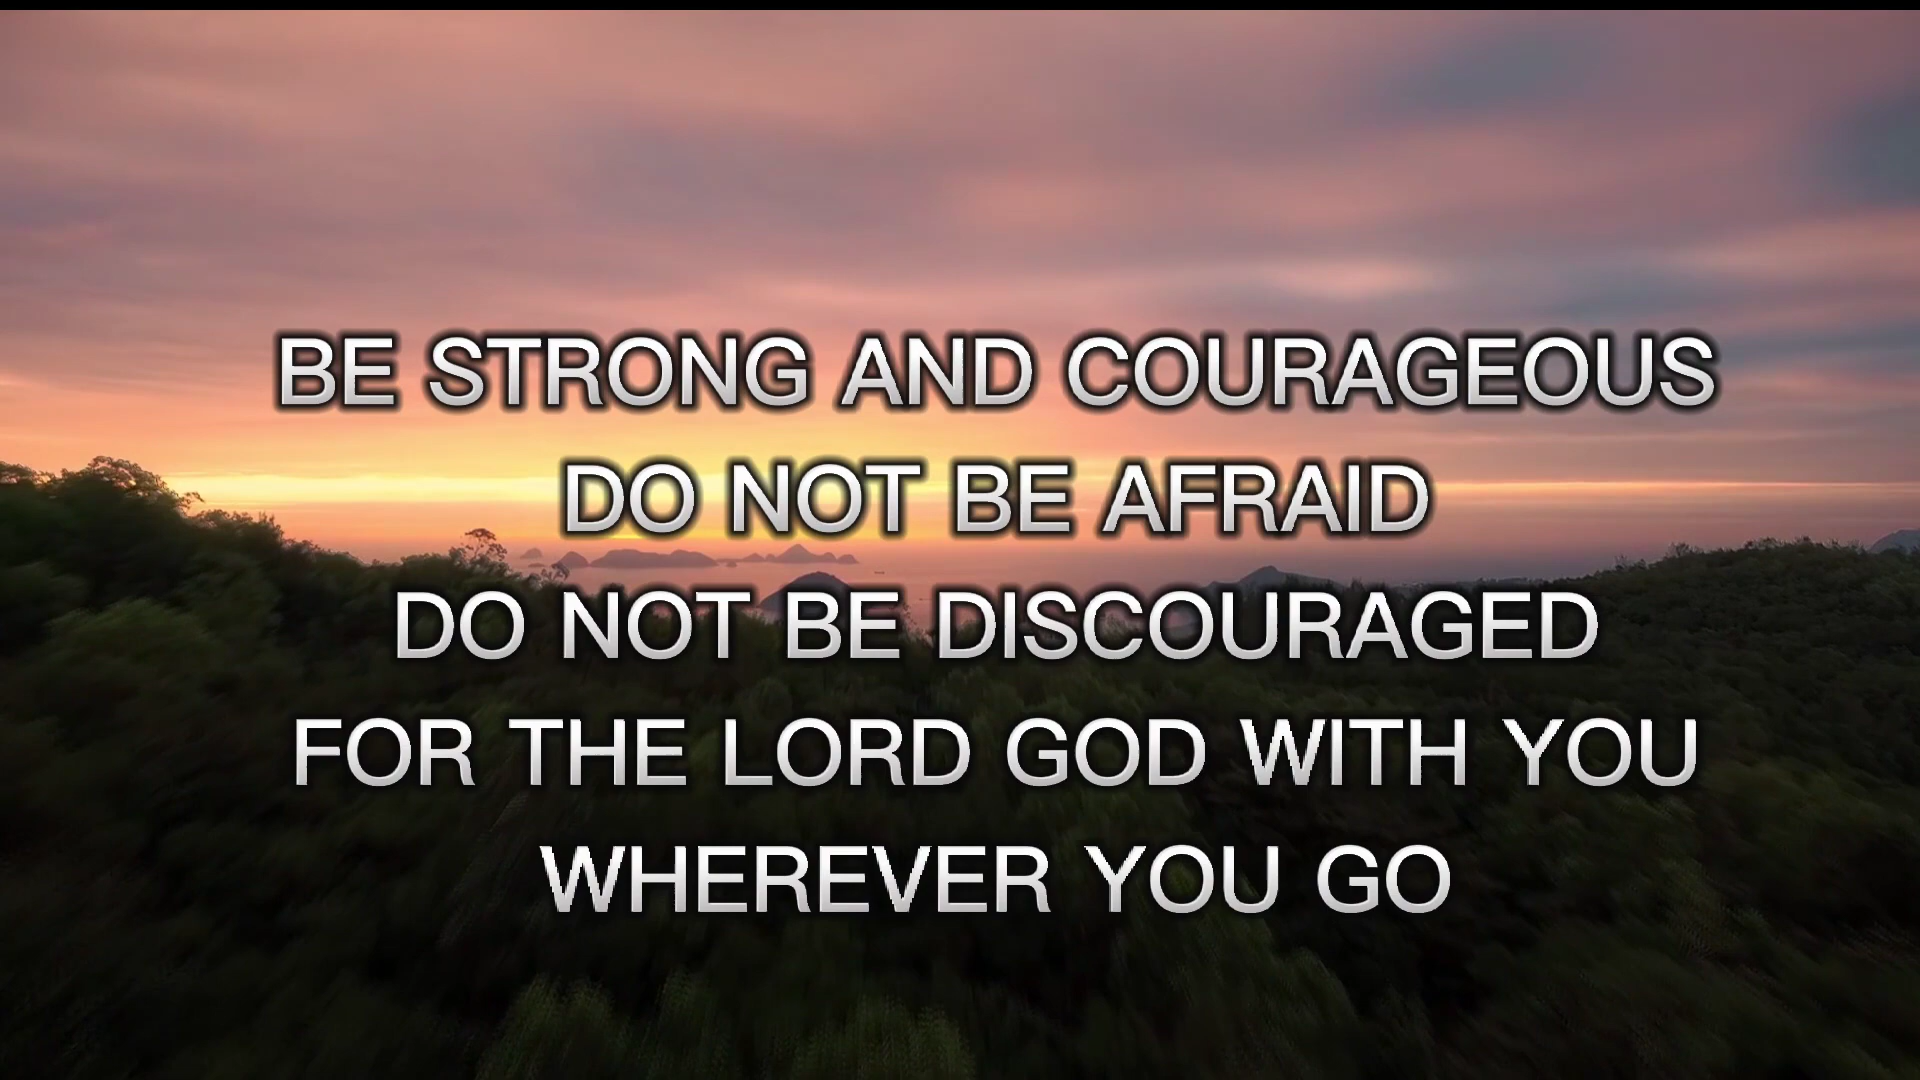 BE STRONG AND COURAGEOUS
DO NOT BE AFRAID
DO NOT BE DISCOURAGED
FOR THE LORD GOD WITH YOU
WHEREVER YOU GO